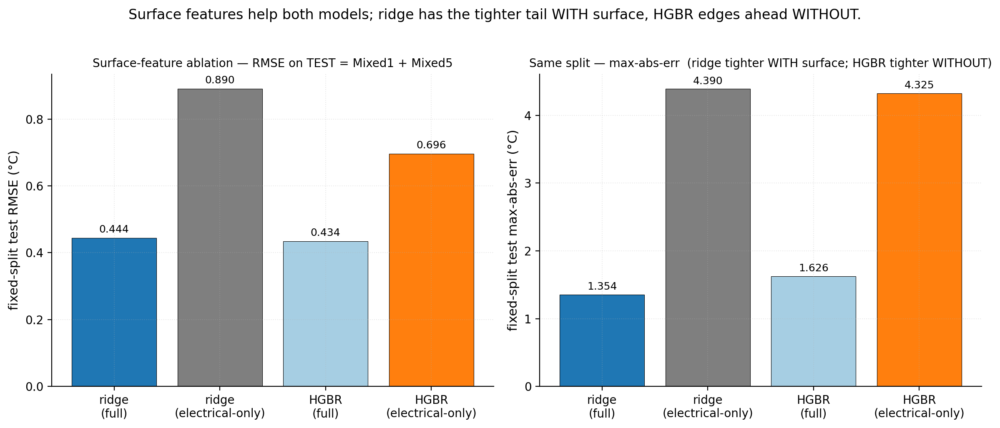 Surface features help both models; ridge has the tighter tail WITH surface, HGBR edges ahead WITHOUT.
Surface-feature ablation — RMSE on TEST = Mixed1 + Mixed5
fixed-split test RMSE (°C)
0.8
0.6
0.4
0.2
0.0
0.444
0.890
0.434
0.696
ridge
(full)
ridge
(electrical-only)
HGBR
(full)
HGBR
(electrical-only)
Same split — max-abs-err  (ridge tighter WITH surface; HGBR tighter WITHOUT)
fixed-split test max-abs-err (°C)
4
3
2
1
0
1.354
4.390
1.626
4.325
ridge
(full)
ridge
(electrical-only)
HGBR
(full)
HGBR
(electrical-only)